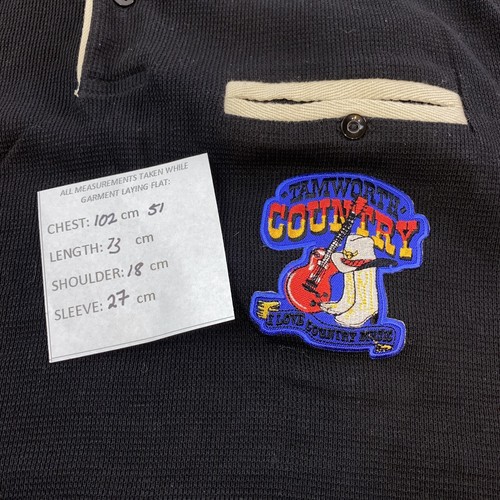 ALL MEASUREMENTS TAKEN WHILE
GARMENT LAYING FLAT:
CHEST: 102 cm 51
LENGTH: 73 cm
SHOULDER: 18 cm
SLEEVE: 27 cm
"TAMWORTH"
COUNTRY
I LOVE COUNTRY MUSIC